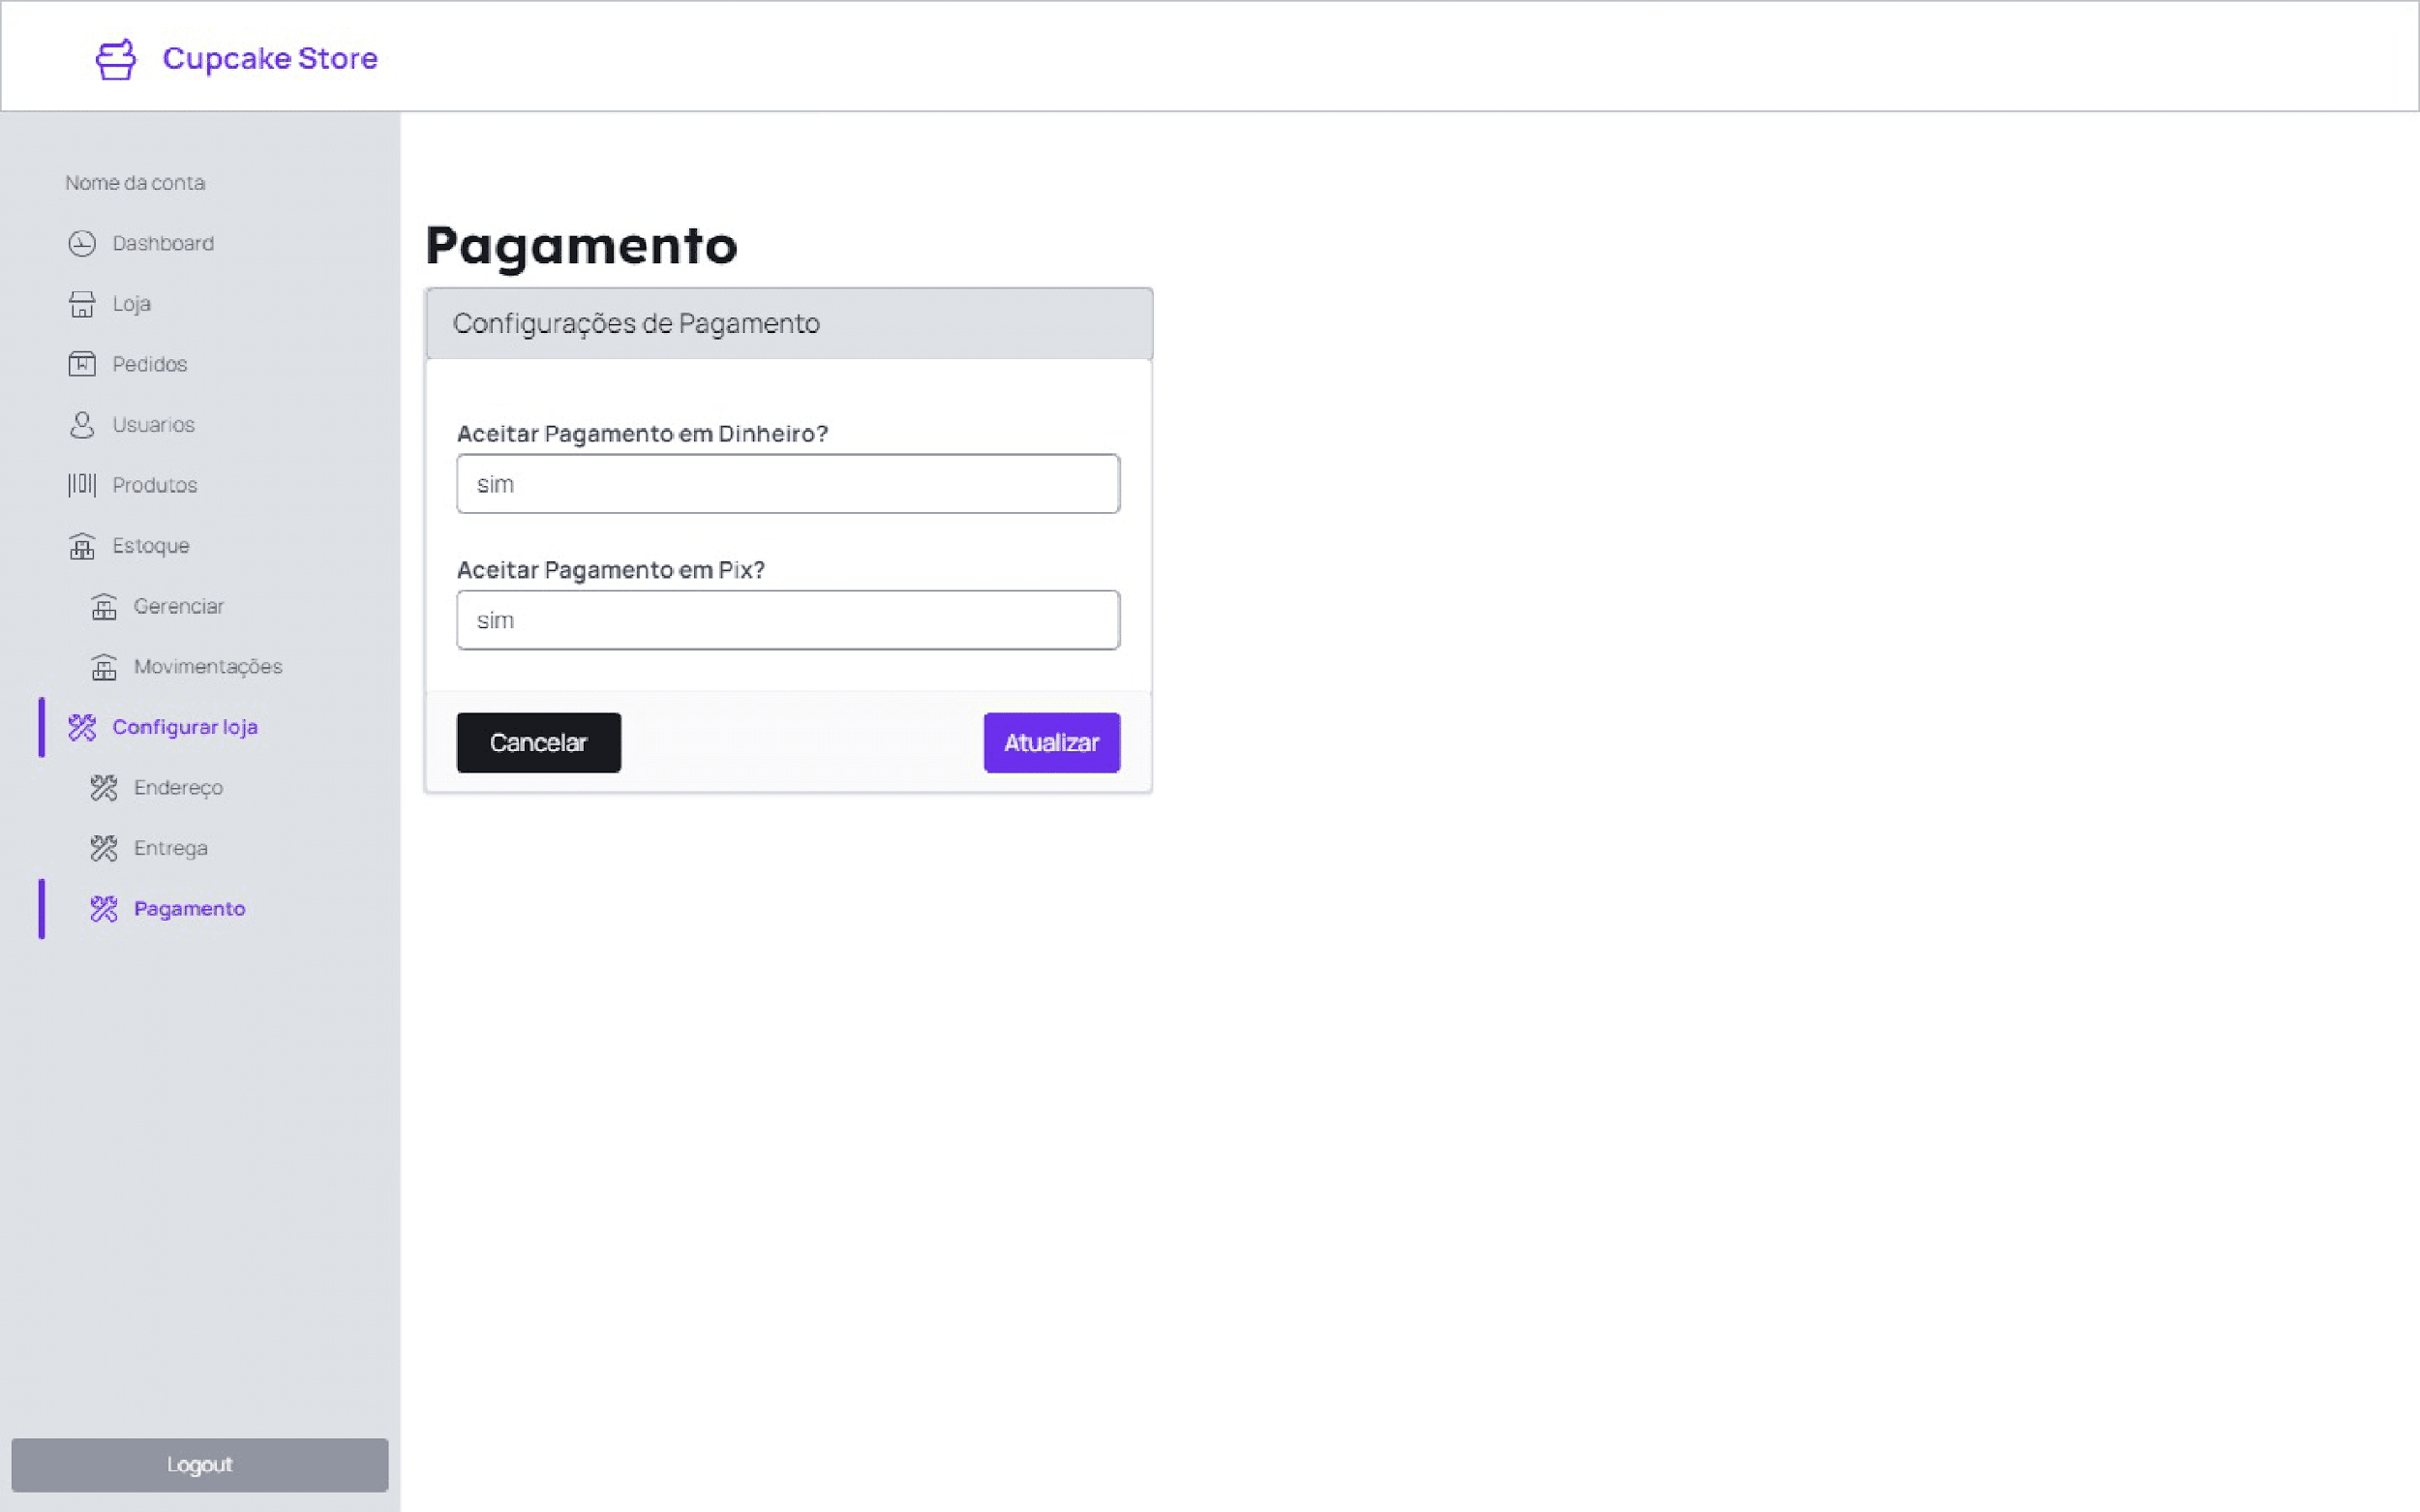 Cupcake Store
Nome da conta
Dashboard
Loja
Pedidos
Usuarios
Produtos
Estoque
Gerenciar
Movimentações
Configurar loja
Endereço
Entrega
Pagamento
Logout
Pagamento
Configurações de Pagamento
Aceitar Pagamento em Dinheiro?
sim
Aceitar Pagamento em Pix?
sim
Cancelar
Atualizar